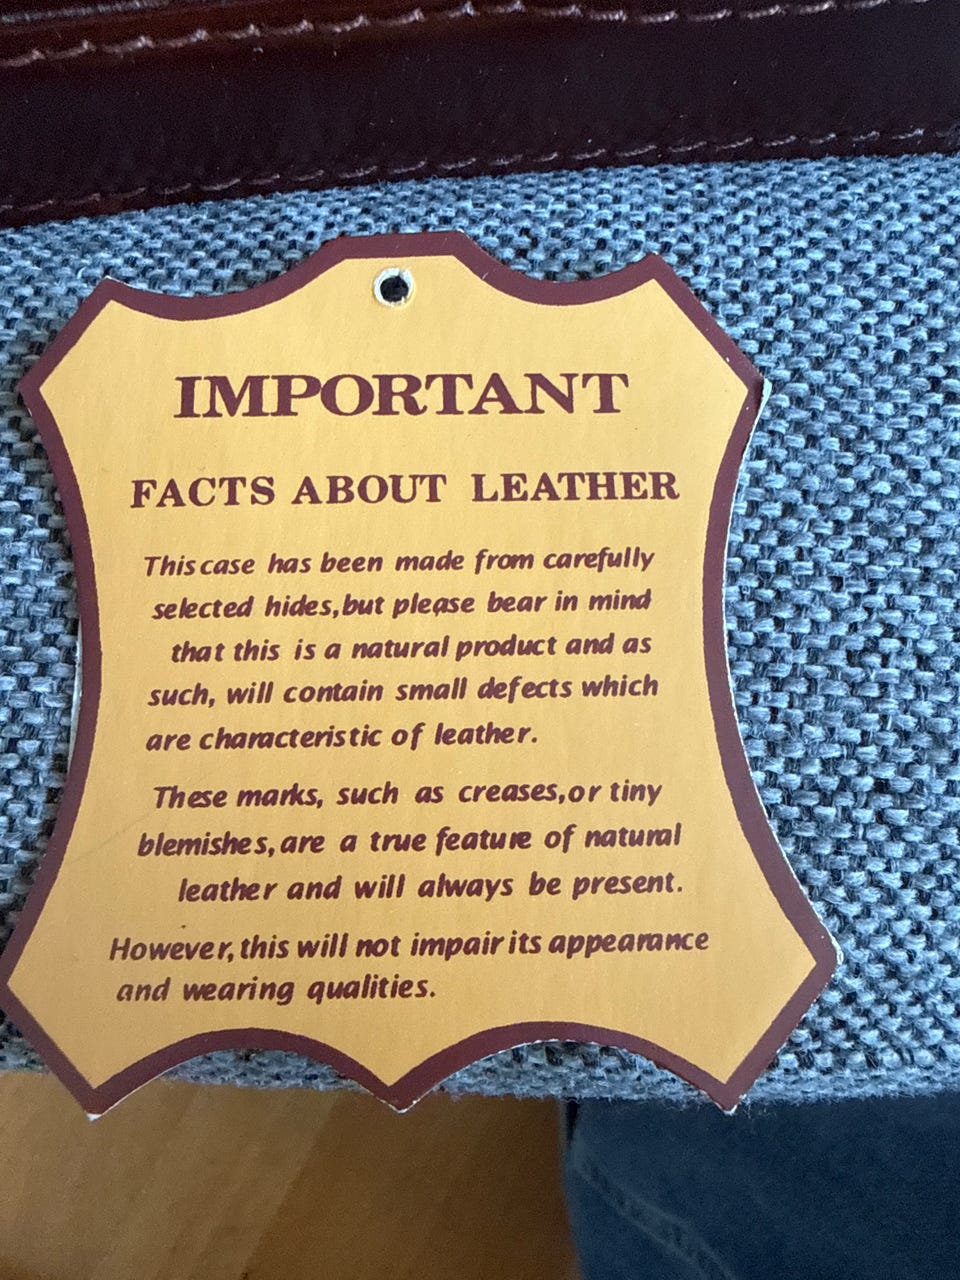 IMPORTANT
FACTS ABOUT LEATHER
This case has been made from carefully
selected hides, but please bear in mind
that this is a natural product and as
such, will contain small defects which
are characteristic of leather.
These marks, such as creases, or tiny
blemishes, are a true feature of natural
leather and will always be present.
However, this will not impair its appearance
and wearing qualities.